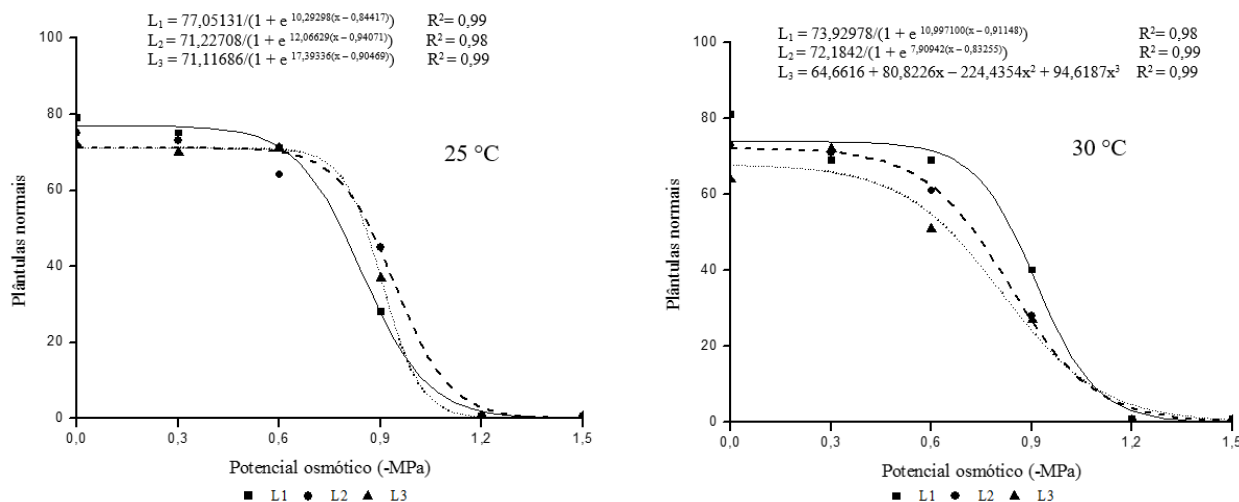 L₁ = 77,05131/(1 + e ¹⁰,²⁹²⁹⁸⁽ˣ ⁻ ⁰,⁸⁴⁴¹⁷⁾) R² = 0,99
L₂ = 71,22708/(1 + e ¹²,⁰⁶⁶²⁹⁽ˣ ⁻ ⁰,⁹⁴⁰⁷¹⁾) R² = 0,98
L₃ = 71,11686/(1 + e ¹⁷,³⁹³³⁶⁽ˣ ⁻ ⁰,⁹⁰⁴⁶⁹⁾) R² = 0,99
100
80
60
40
20
0
Plântulas normais
25 °C
0,0 0,3 0,6 0,9 1,2 1,5
Potencial osmótico (-MPa)
■ L1 ● L2 ▲ L3
L₁ = 73,92978/(1 + e ¹⁰,⁹⁹⁷¹⁰⁰⁽ˣ ⁻ ⁰,⁹¹¹⁴⁸⁾) R² = 0,98
L₂ = 72,1842/(1 + e ⁷,⁹⁰⁹⁴²⁽ˣ ⁻ ⁰,⁸³²⁵⁵⁾) R² = 0,99
L₃ = 64,6616 + 80,8226x – 224,4354x² + 94,6187x³ R² = 0,99
100
80
60
40
20
0
Plântulas normais
30 °C
0,0 0,3 0,6 0,9 1,2 1,5
Potencial osmótico (-MPa)
■ L1 ● L2 ▲ L3